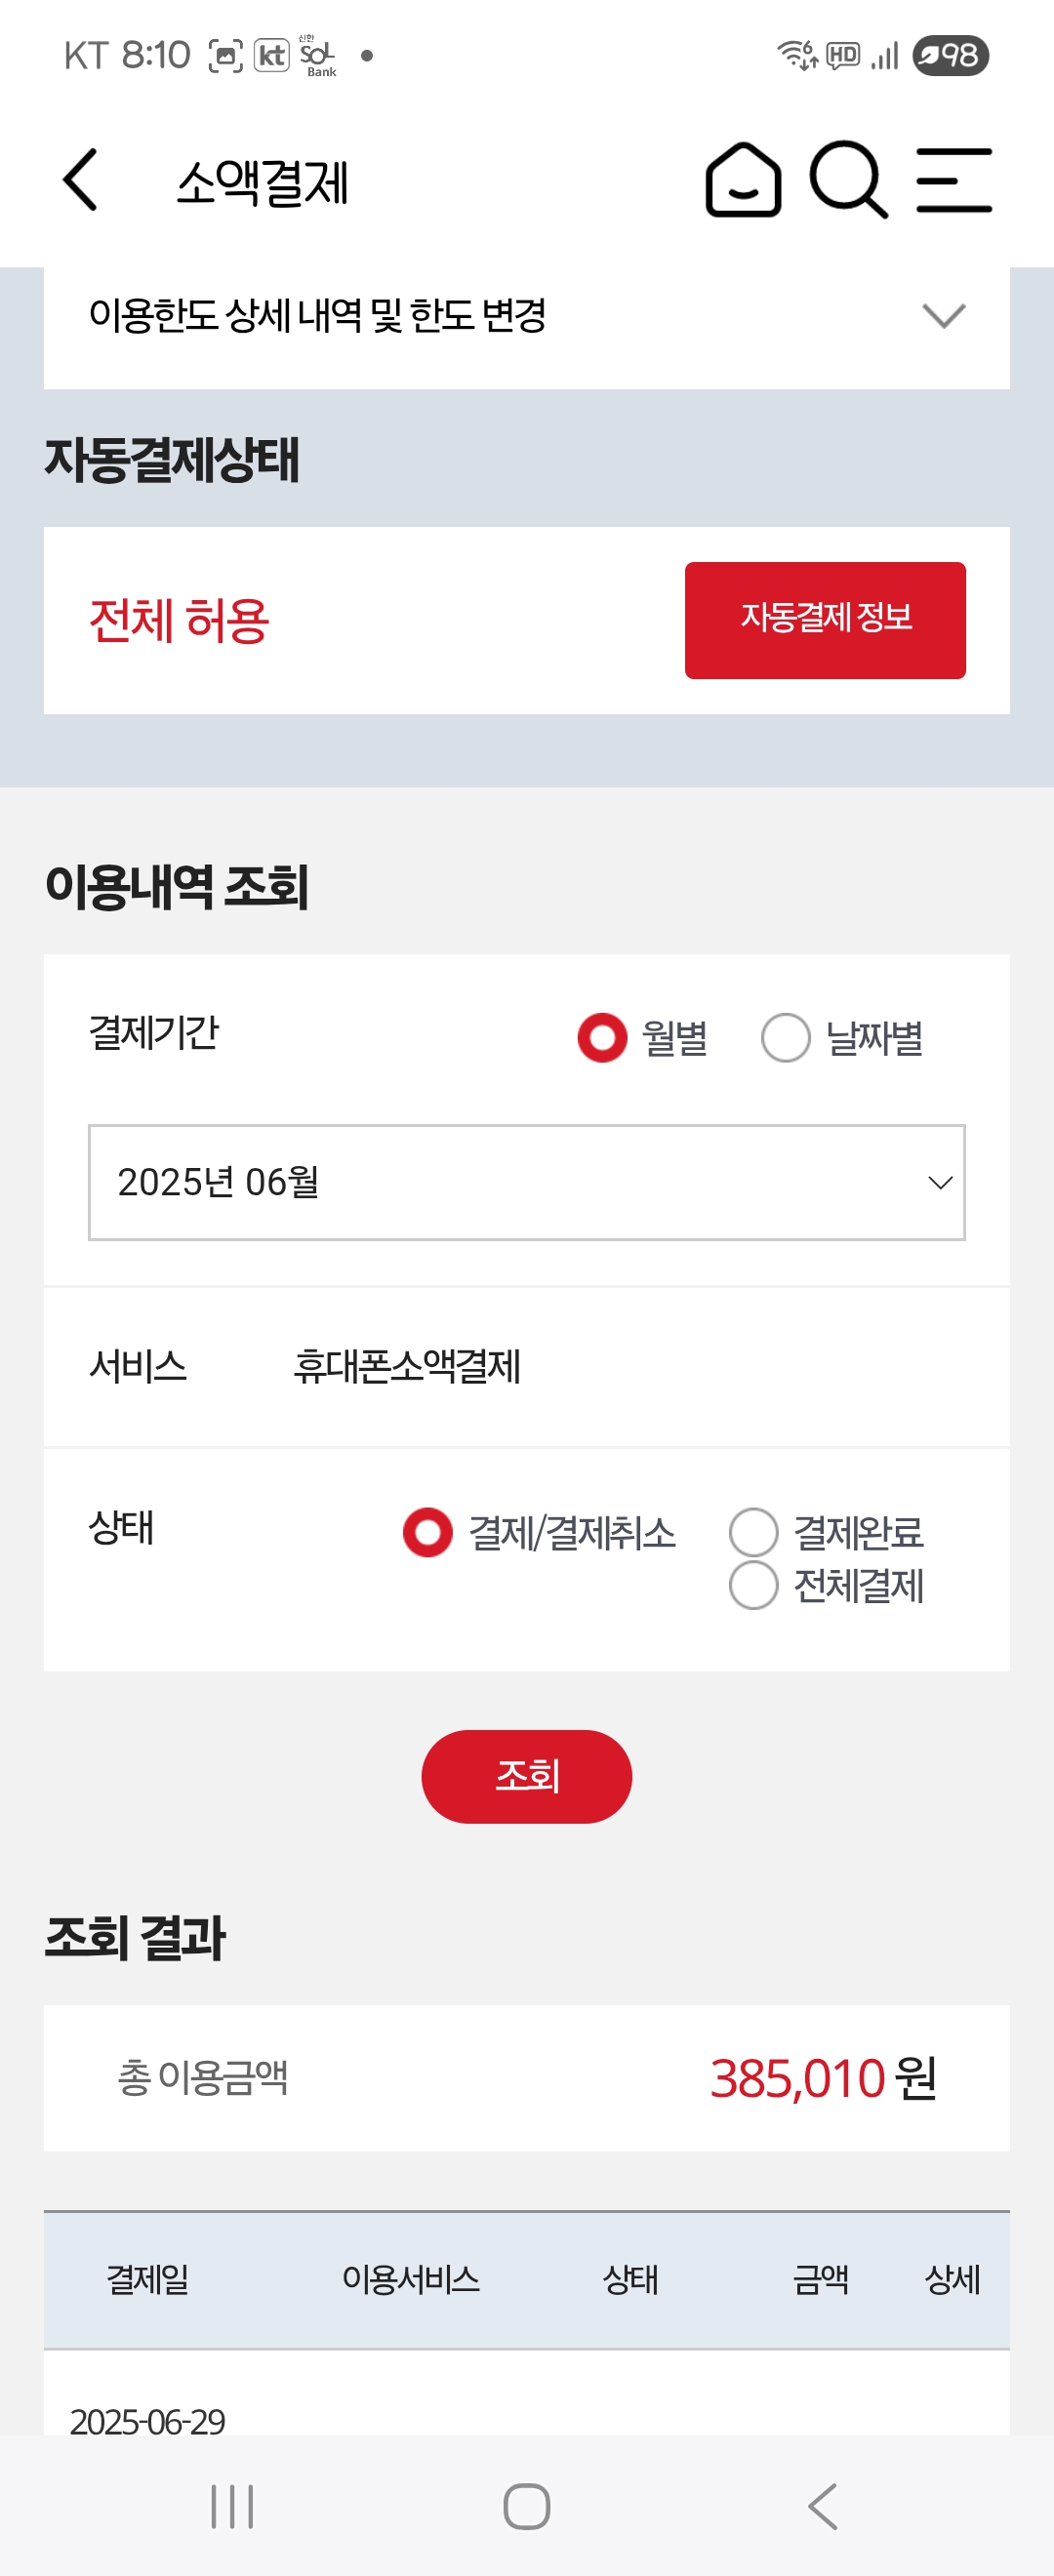 KT 8:10 kt 신한 SOL Bank 6 HD 98
소액결제
이용한도 상세 내역 및 한도 변경
자동결제상태
전체 허용 자동결제 정보
이용내역 조회
결제기간 월별 날짜별
2025년 06월
서비스 휴대폰소액결제
상태 결제/결제취소 결제완료
전체결제
조회
조회 결과
총 이용금액 385,010 원
결제일 이용서비스 상태 금액 상세
2025-06-29